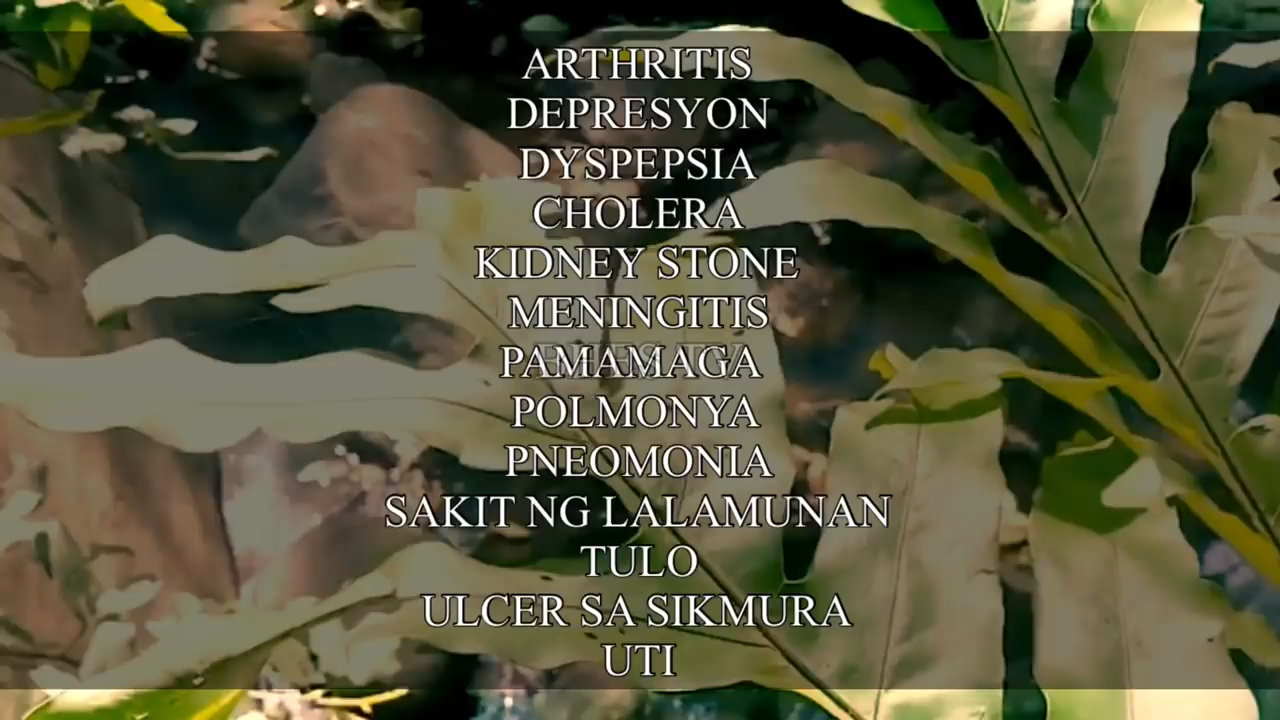 ARTHRITIS
DEPRESYON
DYSPEPSIA
CHOLERA
KIDNEY STONE
MENINGITIS
PAMAMAGA
POLMONYA
PNEOMONIA
SAKIT NG LALAMUNAN
TULO
ULCER SA SIKMURA
UTI